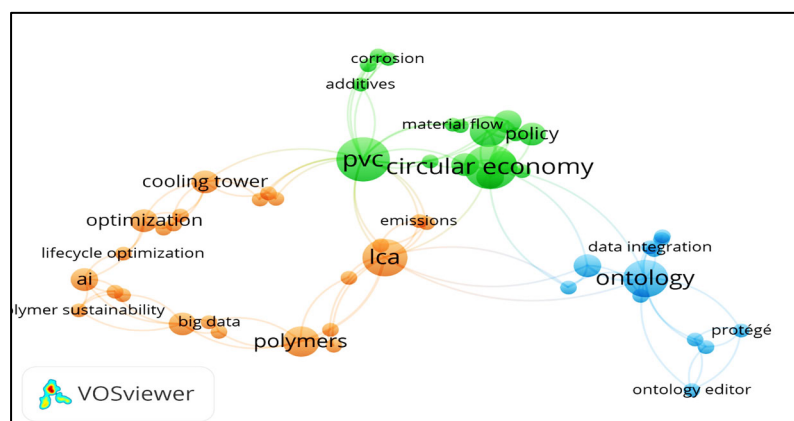 corrosion
additives
material flow
policy
pvc
circular economy
cooling tower
optimization
emissions
lifecycle optimization
lca
data integration
ai
ontology
olymer sustainability
big data
polymers
protégé
ontology editor
VOSviewer